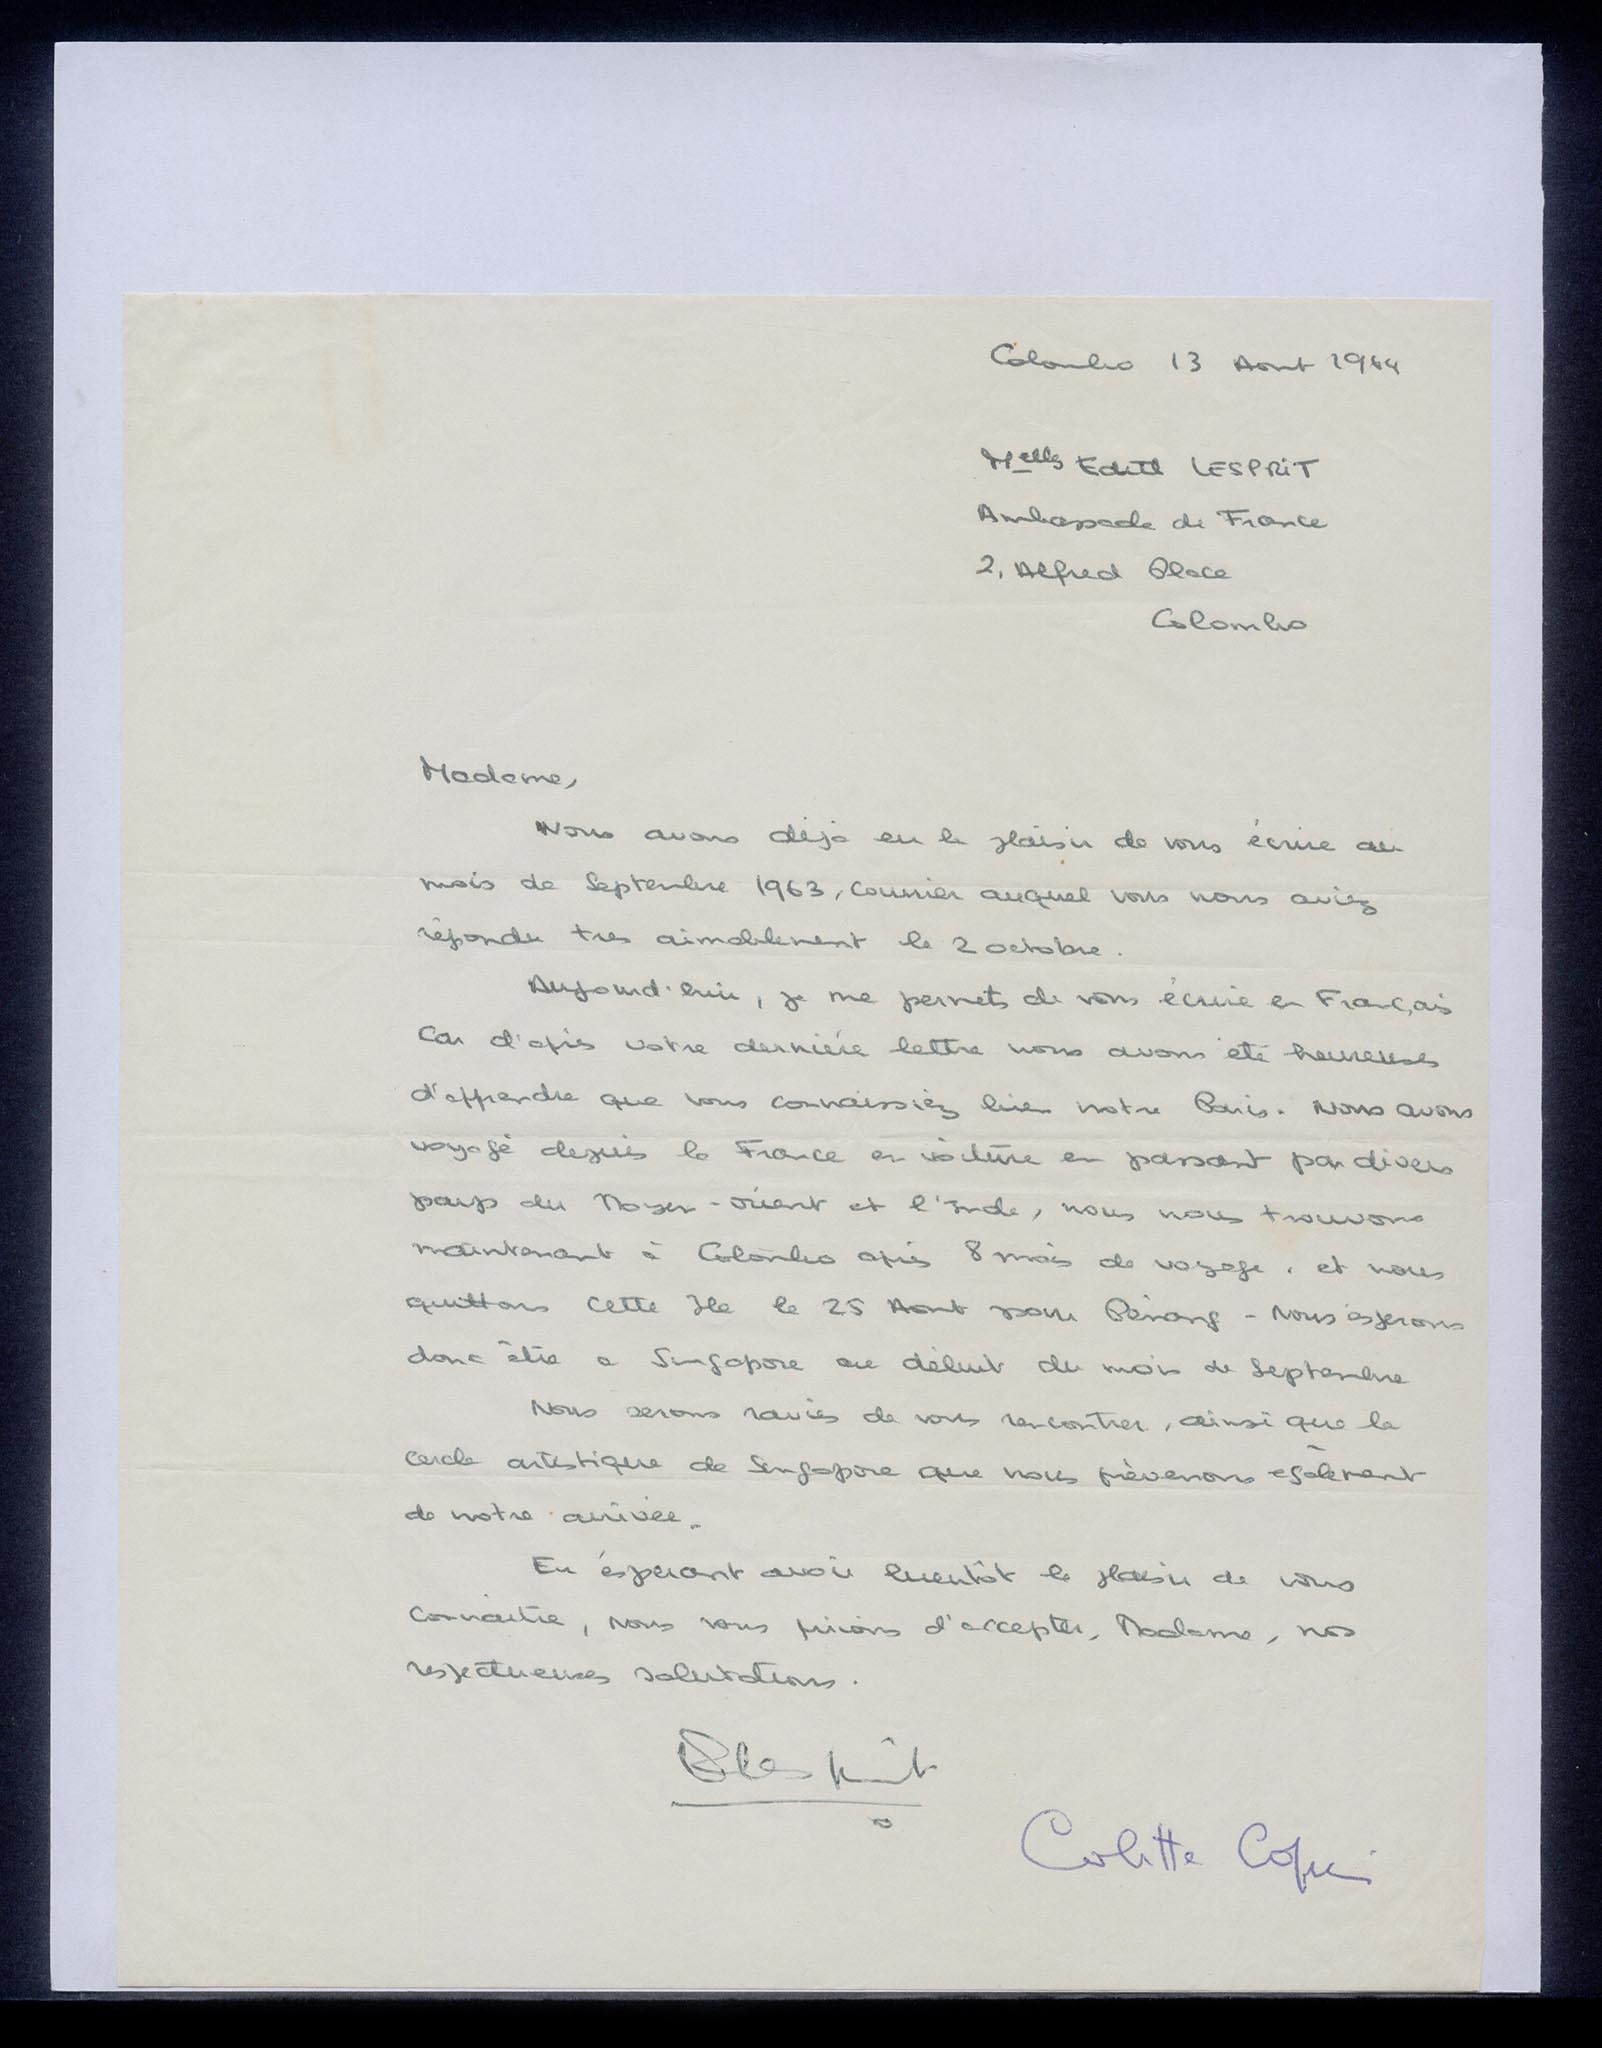 Colombo 13 Aout 1964
Melles Edith LESPRIT
Ambassade de France
2, Alfred Place
Colombo
Madame,
Nous avons déjà eu le plaisir de vous écrire au
mois de Septembre 1963, courrier auquel vous nous aviez
répondu tres aimablement le 2 octobre.
Aujourd'hui, je me permets de vous écrire en Français
car d'après votre derniére lettre nous avons été heureuses
d'apprendre que vous connaissiez bien notre Paris. Nous avons
voyagé depuis la France en voiture en passant par divers
pays du Moyen-Orient et l'Inde, nous nous trouvons
maintenant à Colombo après 8 mois de voyage, et nous
quittons cette Ile le 25 Aout pour Pénang - Nous éspérons
donc être a Singapore au début du mois de Septembre
Nous serons ravies de vous rencontrer, ainsi que le
cercle artistique de Singapore que nous prévenons également
de notre arrivée.
En éspérant avoir bientôt le plaisir de vous
connaitre, nous vous prions d'accepter, Madame, nos
respectueuses salutations.
Lesprit
Colette